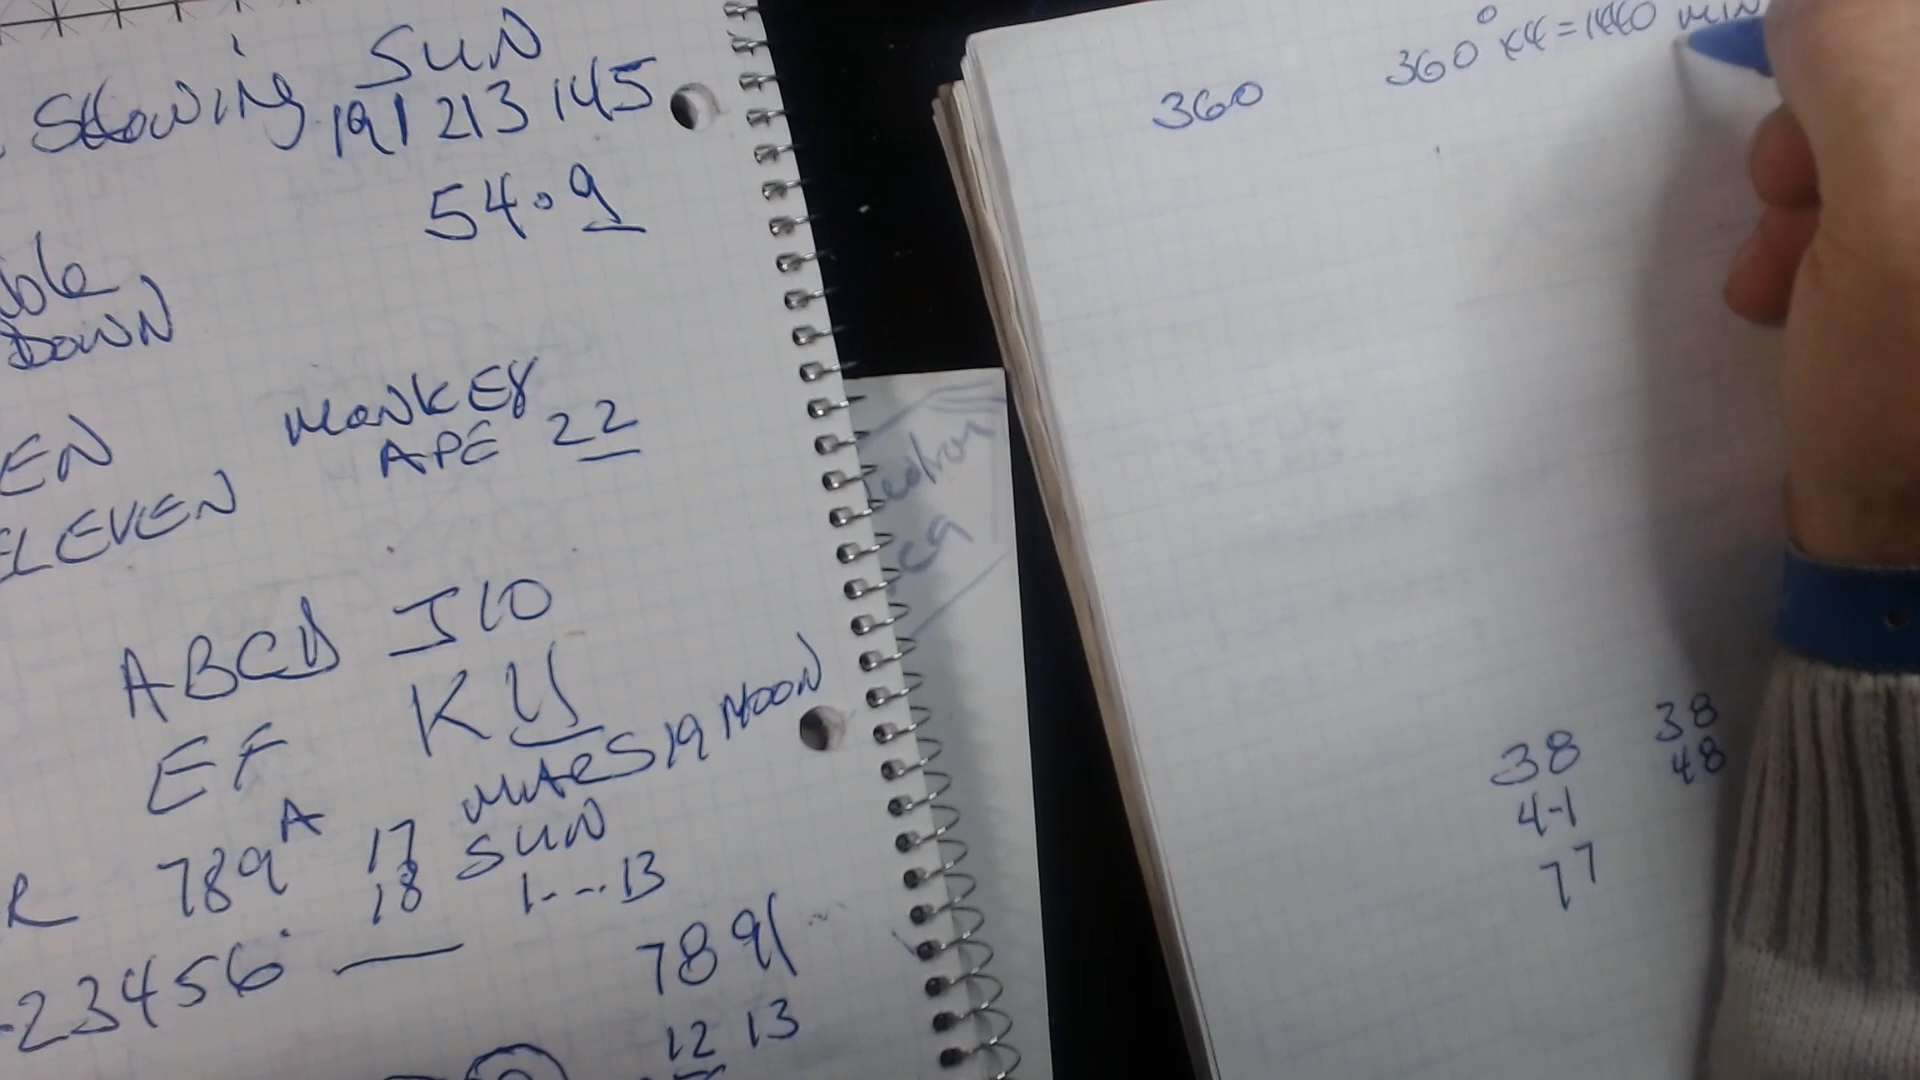 SUN
Slowing 191 213 145
54.9
DOWN
MONKEY
EN APE 22
ELEVEN
ABCD J10
EF K 11
MARS 19 MOON
R 789 A 17 SUN
18 1---13
23456
7891
12 13
360° x4 = 1440 MIN
360
38 38
4-1 48
77